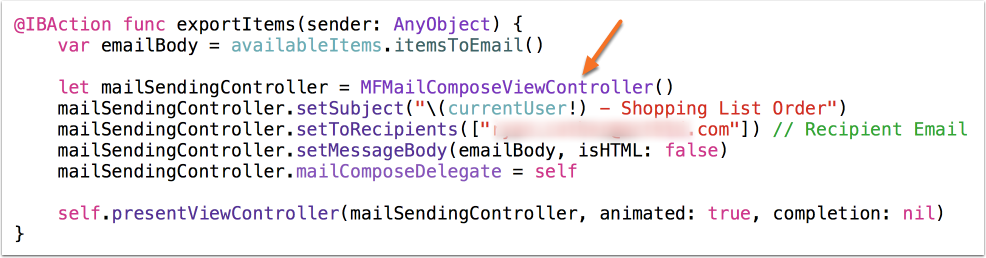 @IBAction func exportItems(sender: AnyObject) {
var emailBody = availableItems.itemsToEmail()
let mailSendingController = MFMailComposeViewController()
mailSendingController.setSubject("\(currentUser!) – Shopping List Order")
mailSendingController.setToRecipients([" .com"]) // Recipient Email
mailSendingController.setMessageBody(emailBody, isHTML: false)
mailSendingController.mailComposeDelegate = self
self.presentViewController(mailSendingController, animated: true, completion: nil)
}